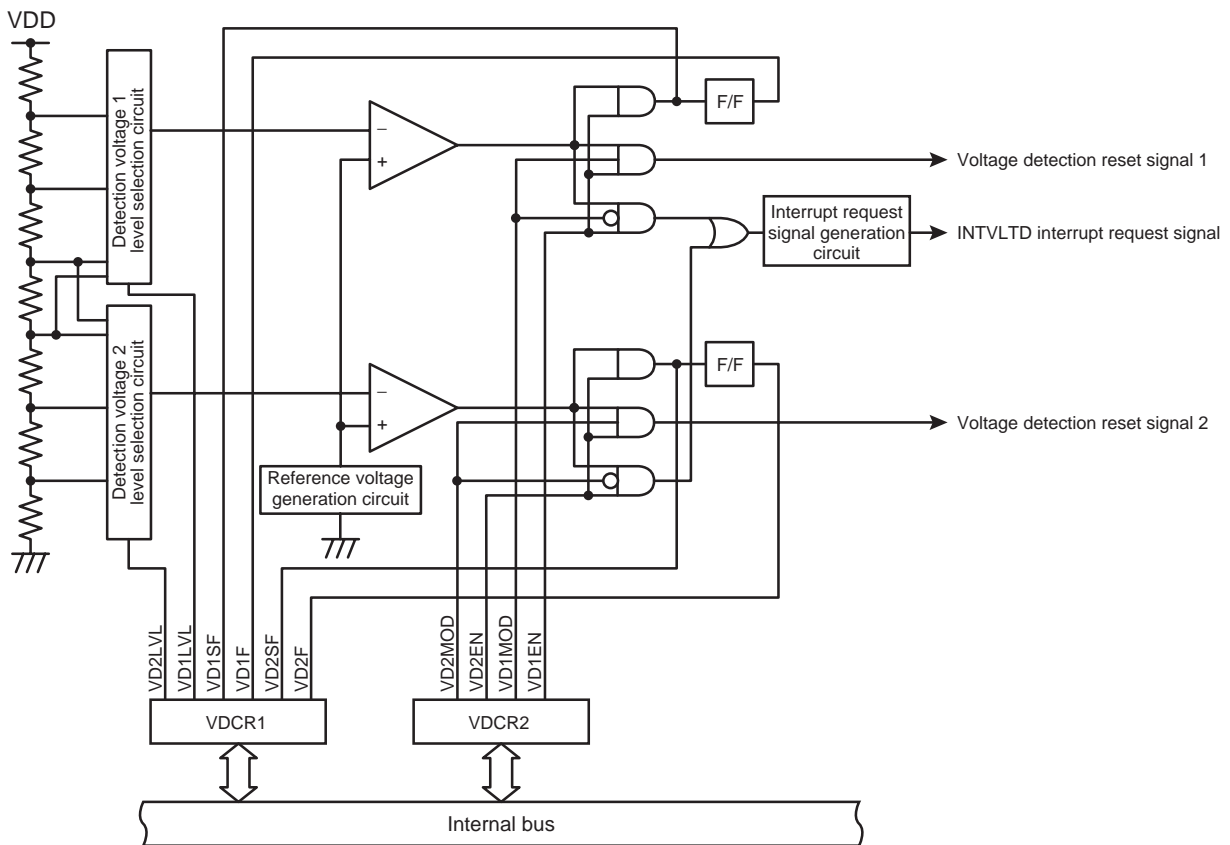 VDD
Detection voltage 1
level selection circuit
−
+
F/F
Voltage detection reset signal 1
Interrupt request
signal generation
circuit
INTVLTD interrupt request signal
Detection voltage 2
level selection circuit
−
+
F/F
Voltage detection reset signal 2
Reference voltage
generation circuit
VD2LVL
VD1LVL
VD1SF
VD1F
VD2SF
VD2F
VD2MOD
VD2EN
VD1MOD
VD1EN
VDCR1
VDCR2
Internal bus